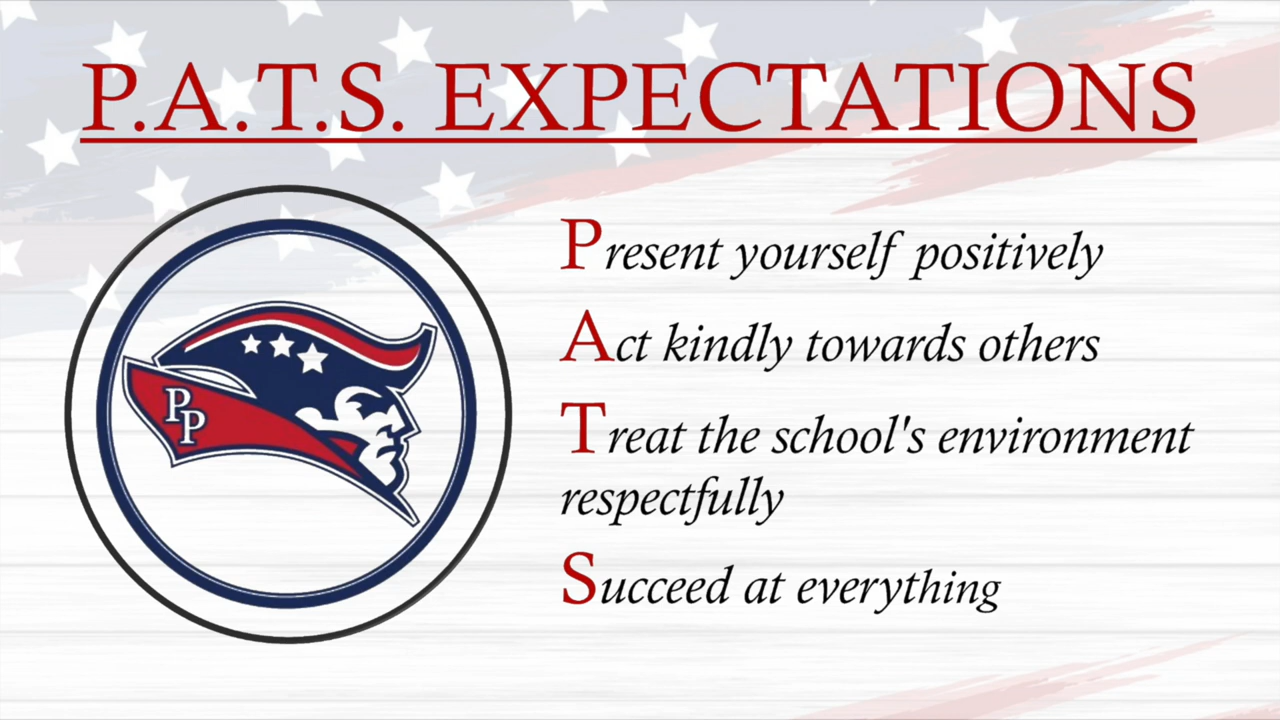 P.A.T.S. EXPECTATIONS
PP
Present yourself positively
Act kindly towards others
Treat the school's environment
respectfully
Succeed at everything